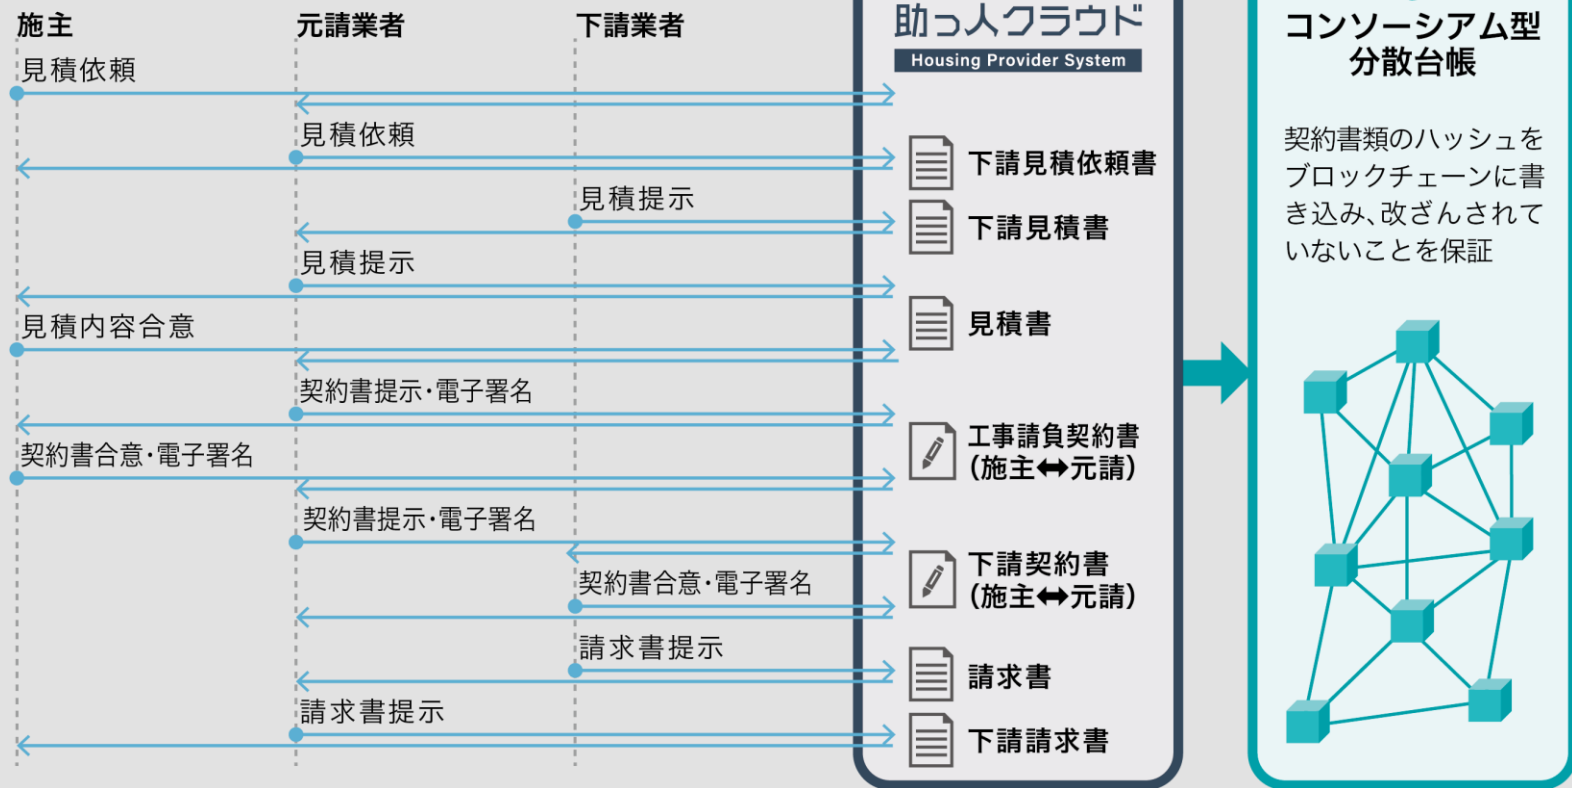 施主
元請業者
下請業者
見積依頼
見積依頼
見積提示
見積提示
見積内容合意
契約書提示・電子署名
契約書合意・電子署名
契約書提示・電子署名
契約書合意・電子署名
請求書提示
請求書提示
助っ人クラウド
Housing Provider System
下請見積依頼書
下請見積書
見積書
工事請負契約書
(施主⬌元請)
下請契約書
(施主⬌元請)
請求書
下請請求書
コンソーシアム型
分散台帳
契約書類のハッシュを
ブロックチェーンに書
き込み、改ざんされて
いないことを保証